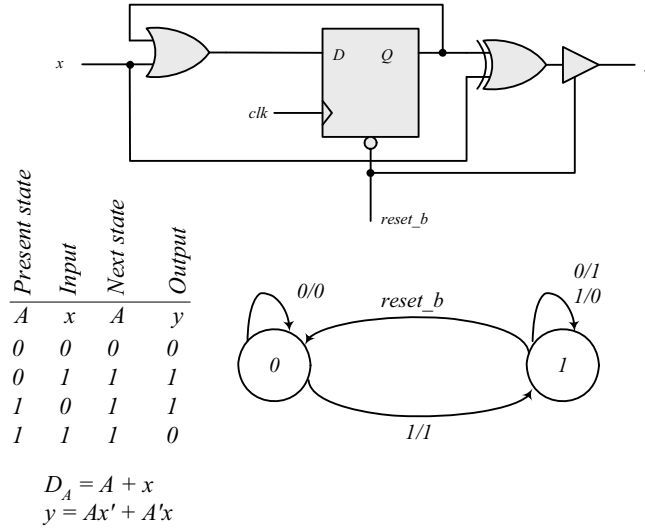 x
D Q
clk
reset_b
Present state
Input
Next state
Output
A x A y
0 0 0 0
0 1 1 1
1 0 1 1
1 1 1 0
0/0
reset_b
0/1
1/0
0
1
1/1
D_A = A + x
y = Ax' + A'x